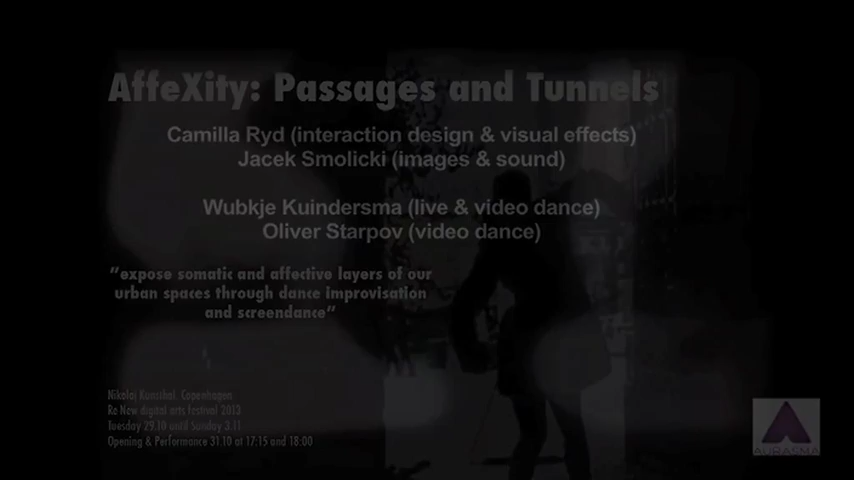 AffeXity: Passages and Tunnels
Camilla Ryd (interaction design & visual effects)
Jacek Smolicki (images & sound)
Wubkje Kuindersma (live & video dance)
Oliver Starpov (video dance)
“expose somatic and affective layers of our
urban spaces through dance improvisation
and screendance”
Nikolaj Kunsthal, Copenhagen
Re New digital arts festival 2013
Tuesday 29.10 until Sunday 3.11
Opening & Performance 31.10 at 17:15 and 18:00
AURASMA